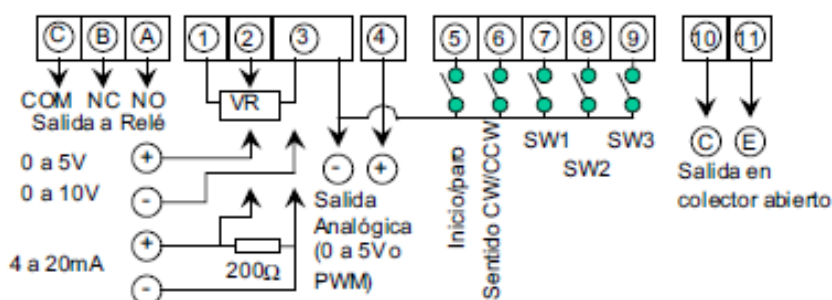 C B A 1 2 3 4 5 6 7 8 9 10 11
COM NC NO
Salida a Relé
VR
0 a 5V
0 a 10V
4 a 20mA
+
-
+
-
200Ω
- +
Salida
Analógica
(0 a 5V o
PWM)
Inicio/paro
Sentido CW/CCW
SW1
SW2
SW3
C E
Salida en
colector abierto